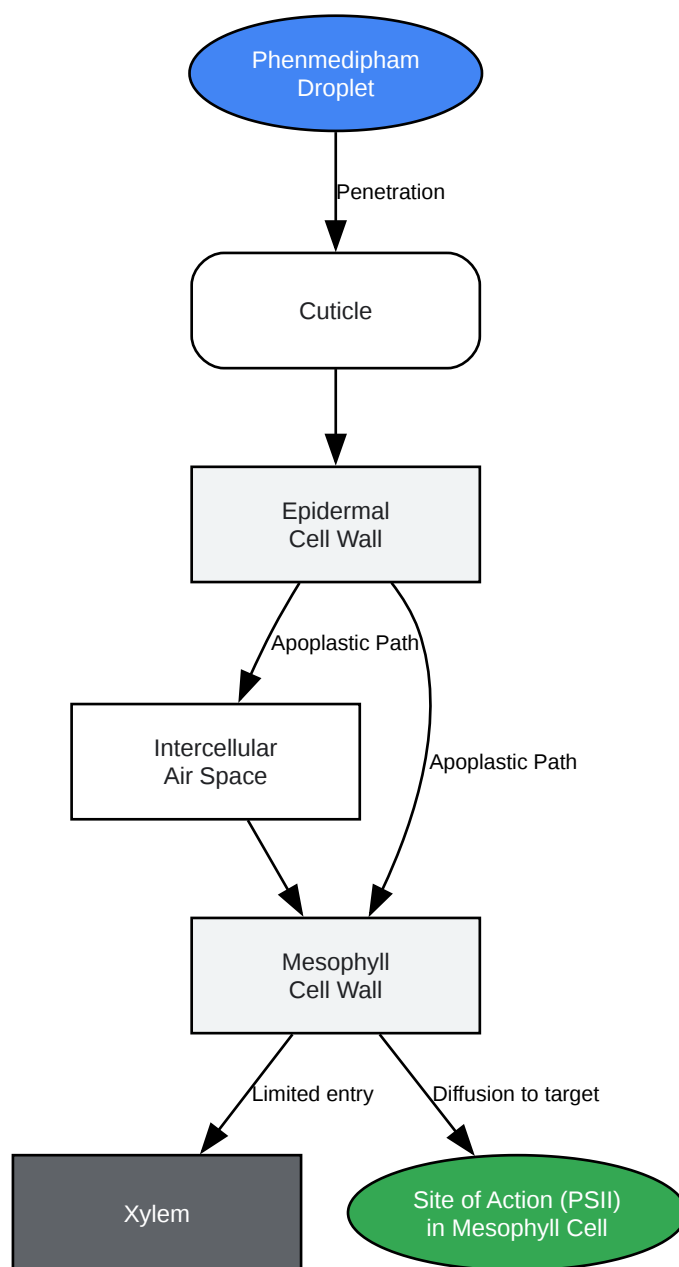 Phenmedipham
Droplet
Penetration
Cuticle
Epidermal
Cell Wall
Apoplastic Path
Intercellular
Air Space
Apoplastic Path
Mesophyll
Cell Wall
Limited entry
Diffusion to target
Xylem
Site of Action (PSII)
in Mesophyll Cell